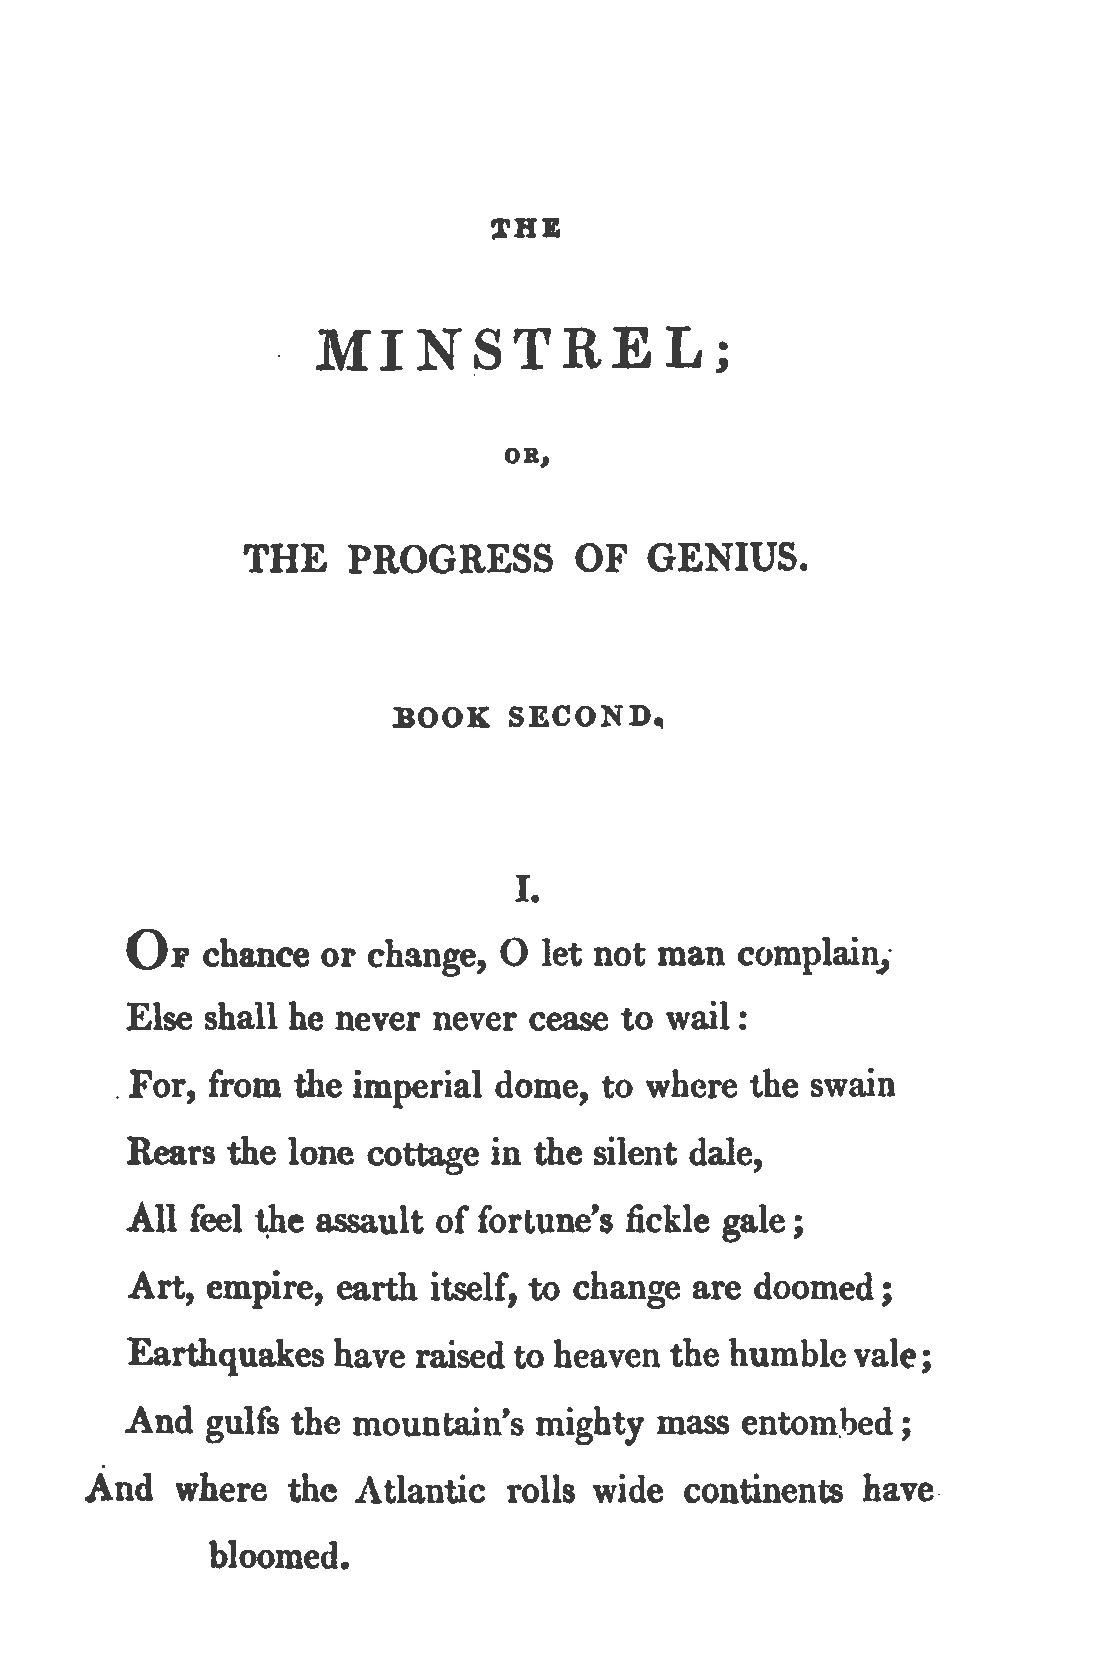 THE
MINSTREL;
OR,
THE PROGRESS OF GENIUS.
BOOK SECOND.
I.
OF chance or change, O let not man complain,
Else shall he never never cease to wail:
For, from the imperial dome, to where the swain
Rears the lone cottage in the silent dale,
All feel the assault of fortune's fickle gale;
Art, empire, earth itself, to change are doomed;
Earthquakes have raised to heaven the humble vale;
And gulfs the mountain's mighty mass entombed;
And where the Atlantic rolls wide continents have
bloomed.